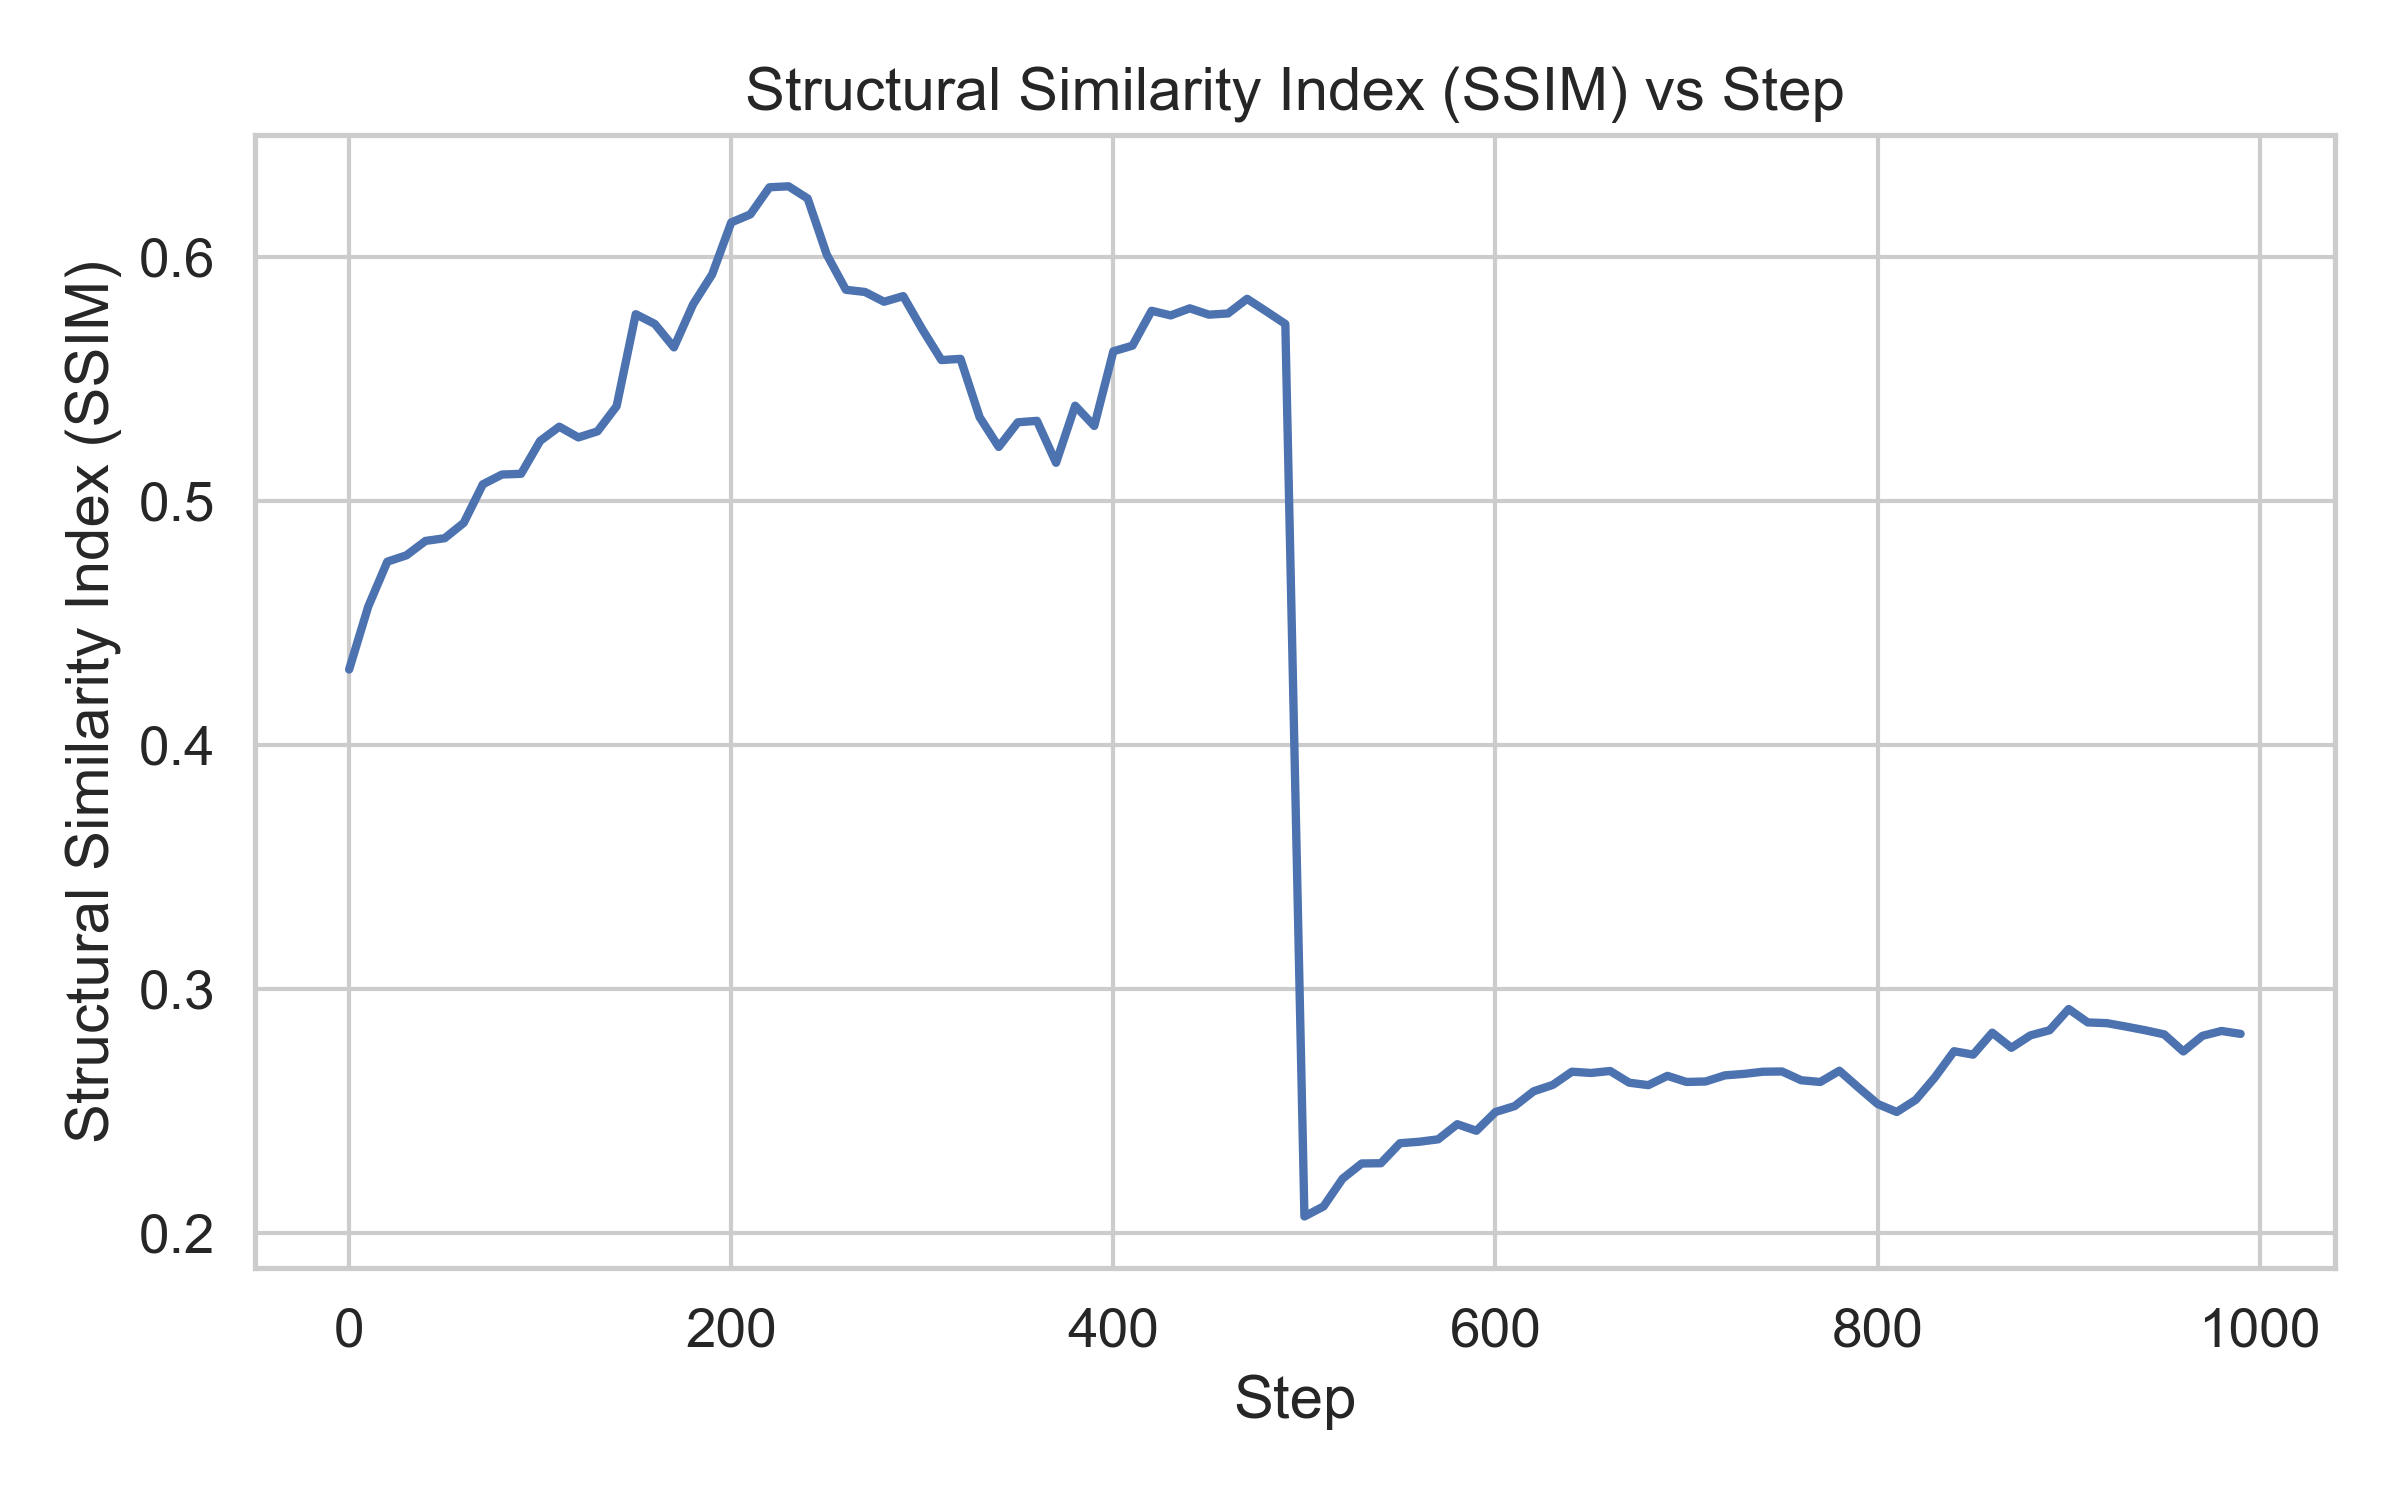 Structural Similarity Index (SSIM) vs Step
Structural Similarity Index (SSIM)
0.6
0.5
0.4
0.3
0.2
0 200 400 600 800 1000
Step